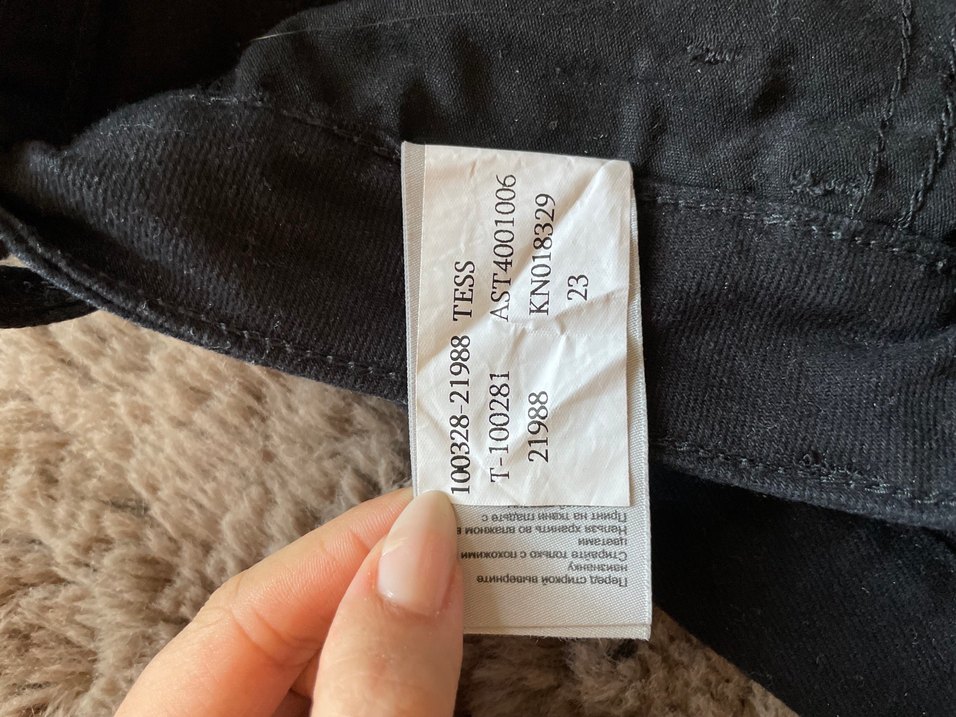 100328-21988 TESS
T-100281 AST4001006
21988 KN018329
23
Перед стиркой выверните
наизнанку
Стирайте только с похожими
цветами
Нельзя хранить во влажном
Принт на ткани гладьте с